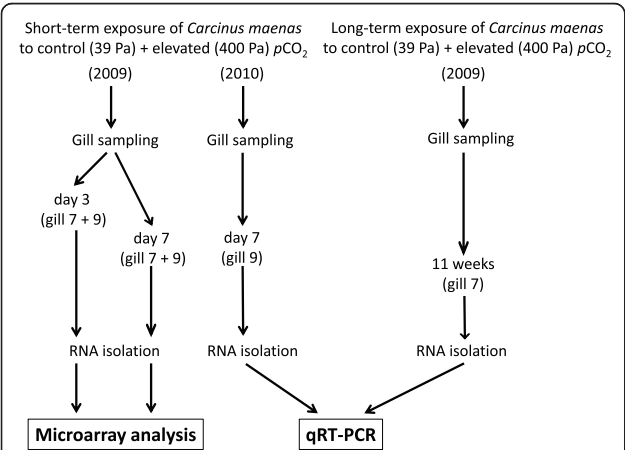 Short-term exposure of Carcinus maenas
to control (39 Pa) + elevated (400 Pa) pCO₂
(2009)
(2010)
Long-term exposure of Carcinus maenas
to control (39 Pa) + elevated (400 Pa) pCO₂
(2009)
Gill sampling
Gill sampling
Gill sampling
day 3
(gill 7 + 9)
day 7
(gill 7 + 9)
day 7
(gill 9)
11 weeks
(gill 7)
RNA isolation
RNA isolation
RNA isolation
Microarray analysis
qRT-PCR